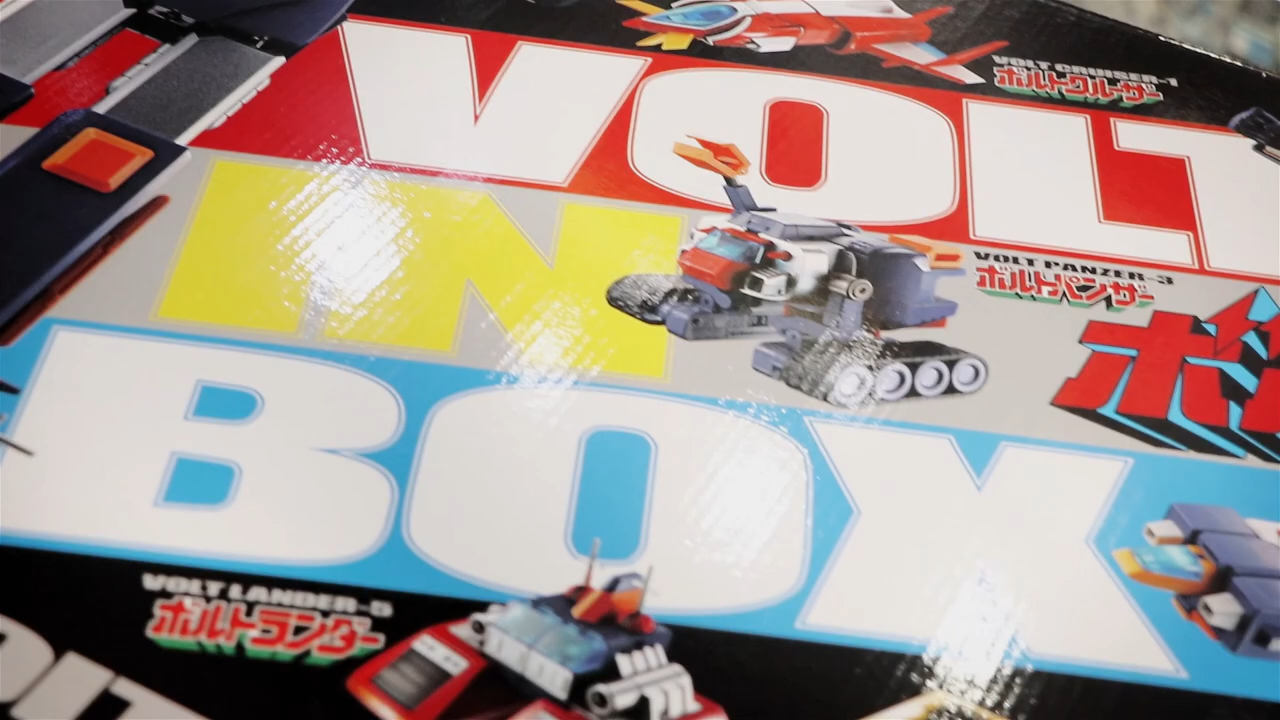 VOLT CRUISER-1
ボルトクルーザー
VOLT
IN
VOLT PANZER-3
ボルトパンザー
BOX
VOLT LANDER-5
ボルトランダー